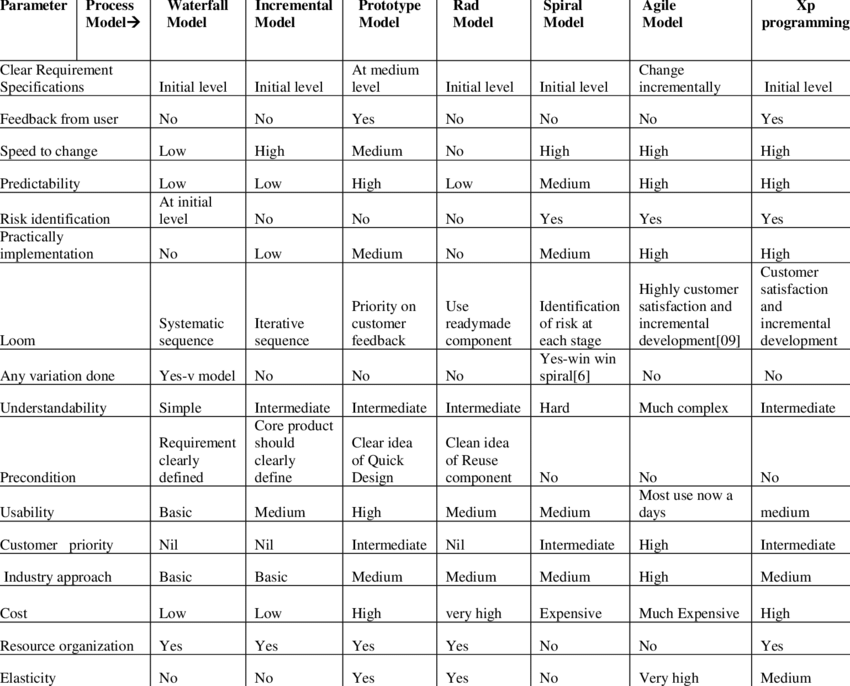 Parameter Process Waterfall Incremental Prototype Rad Spiral Agile Xp
Model→ Model Model Model Model Model Model programming
Clear Requirement At medium Change
Specifications Initial level Initial level level Initial level Initial level incrementally Initial level
Feedback from user No No Yes No No No Yes
Speed to change Low High Medium No High High High
Predictability Low Low High Low Medium High High
At initial
Risk identification level No No No Yes Yes Yes
Practically
implementation No Low Medium No Medium High High
Customer
Highly customer satisfaction
Priority on Use Identification satisfaction and and
Systematic Iterative customer readymade of risk at incremental incremental
Loom sequence sequence feedback component each stage development[09] development
Yes-win win
Any variation done Yes-v model No No No spiral[6] No No
Understandability Simple Intermediate Intermediate Intermediate Hard Much complex Intermediate
Core product
Requirement should Clear idea Clean idea
clearly clearly of Quick of Reuse
Precondition defined define Design component No No No
Most use now a
Usability Basic Medium High Medium Medium days medium
Customer priority Nil Nil Intermediate Nil Intermediate High Intermediate
Industry approach Basic Basic Medium Medium Medium High Medium
Cost Low Low High very high Expensive Much Expensive High
Resource organization Yes Yes Yes Yes No No Yes
Elasticity No No Yes Yes No Very high Medium